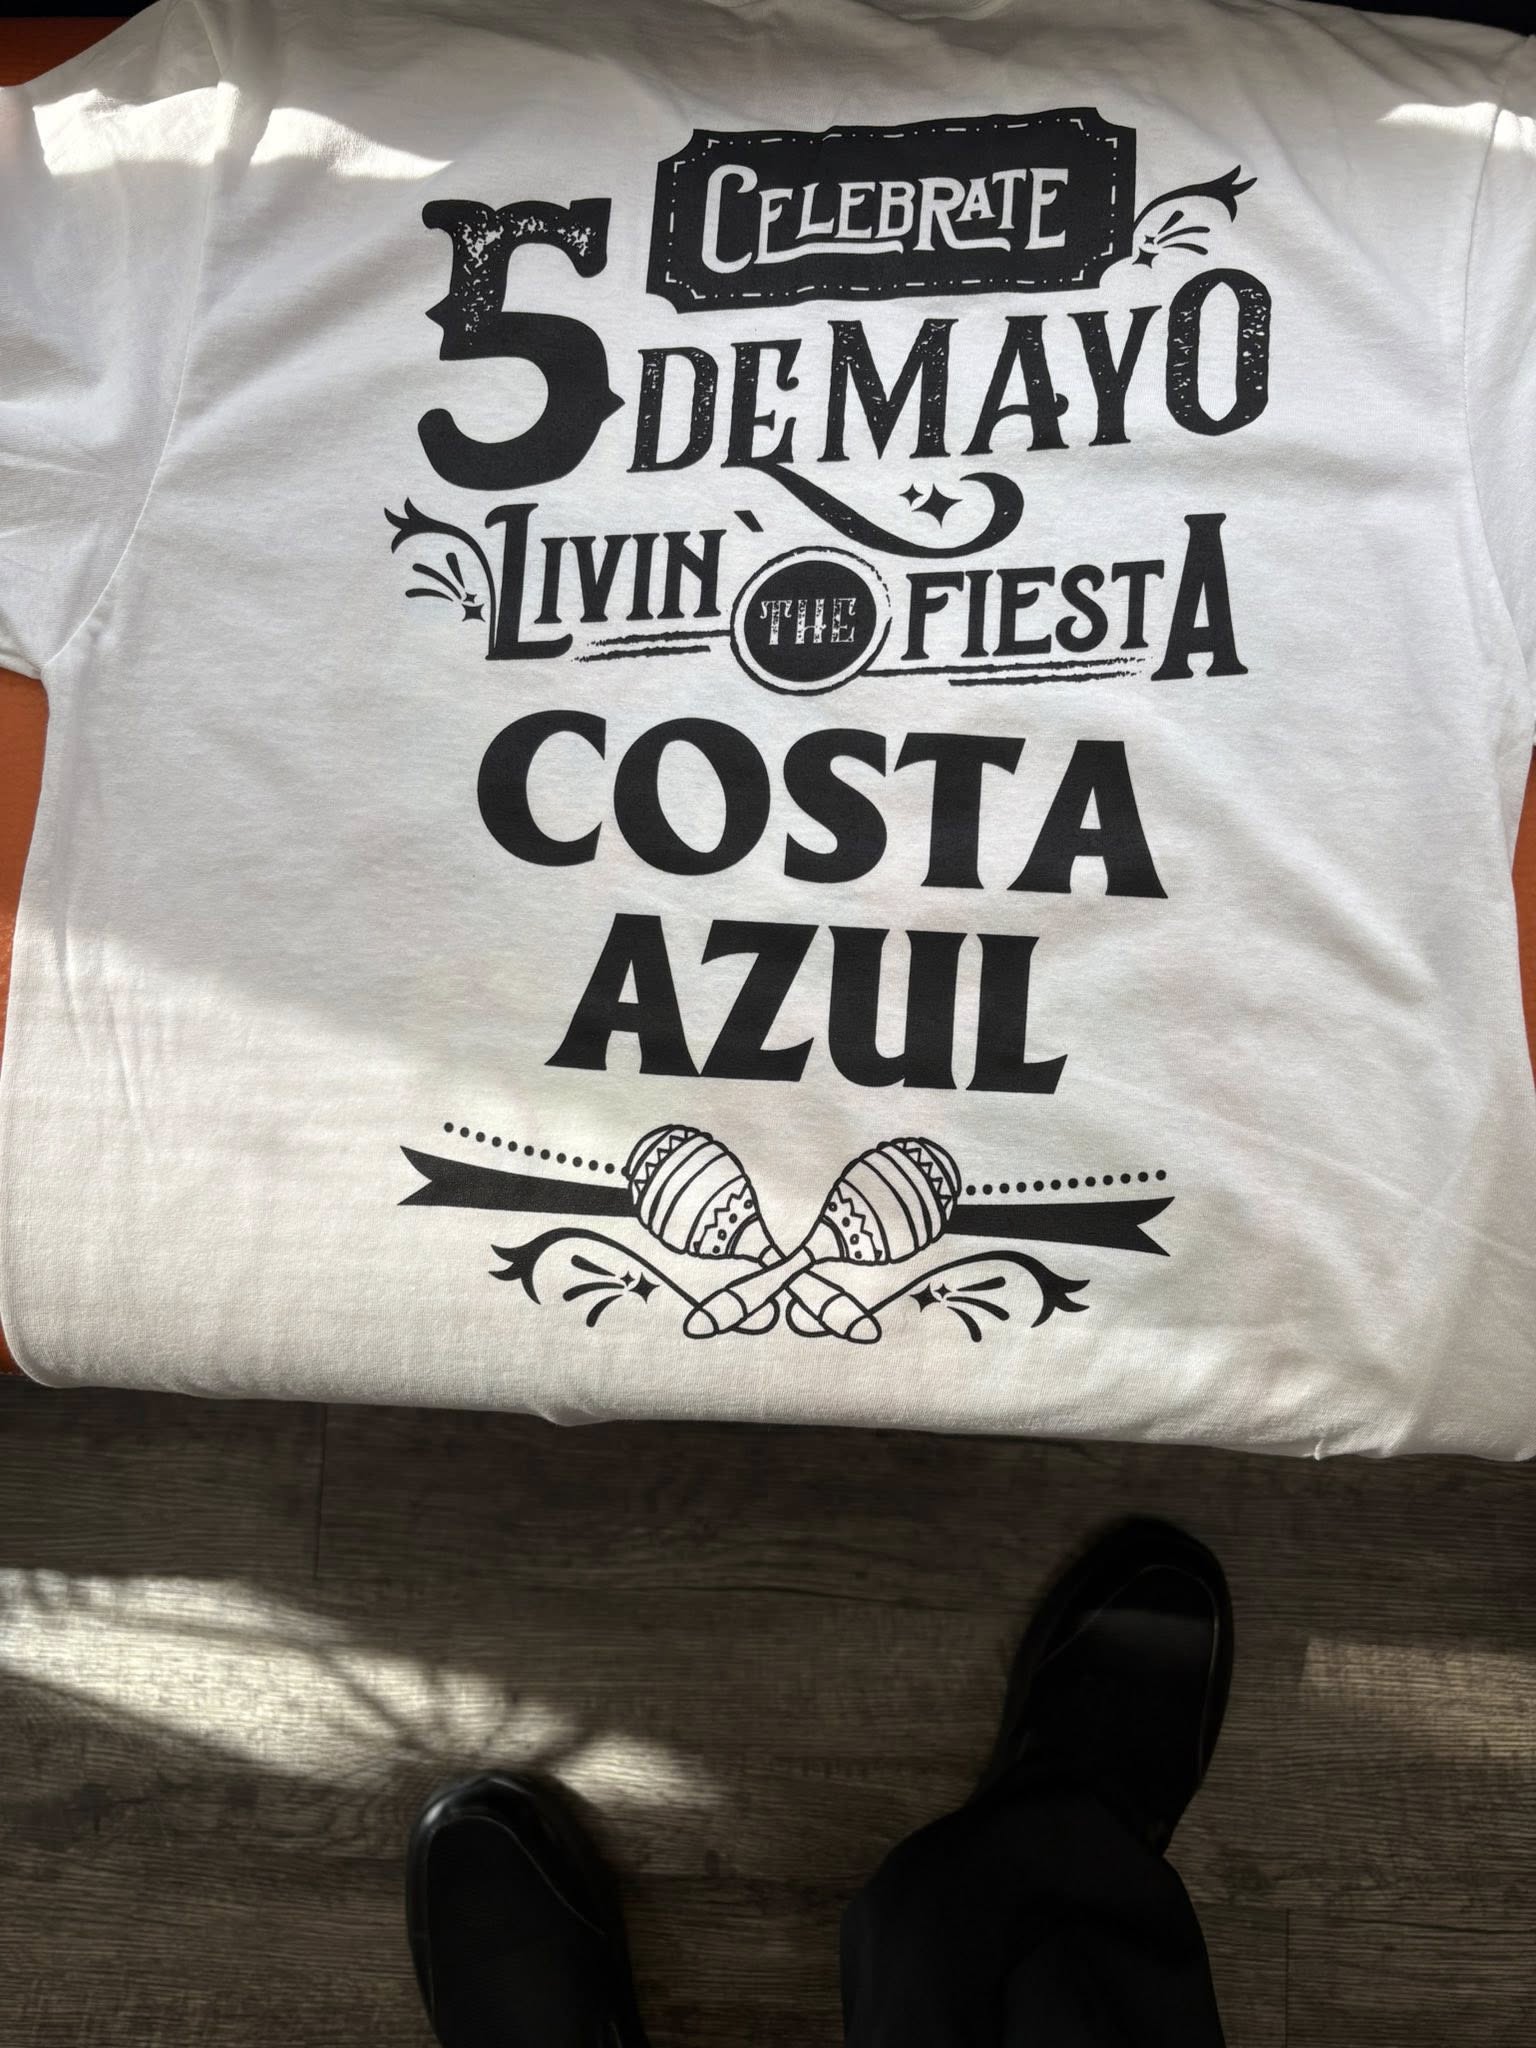 CELEBRATE
5 DE MAYO
LIVIN` THE FIESTA
COSTA
AZUL